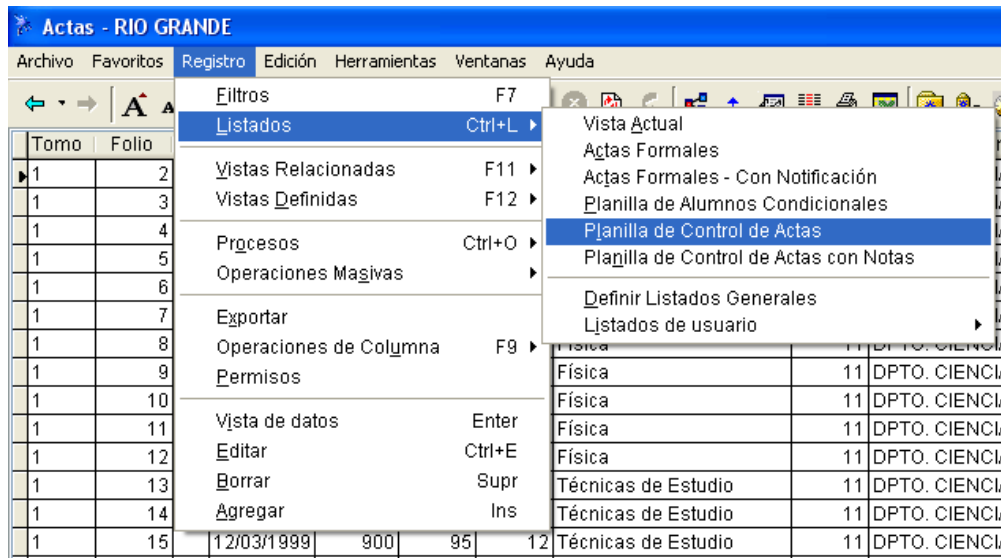 Actas - RIO GRANDE
Archivo Favoritos Registro Edición Herramientas Ventanas Ayuda
Filtros F7
Listados Ctrl+L
Vistas Relacionadas F11
Vistas Definidas F12
Procesos Ctrl+O
Operaciones Masivas
Exportar
Operaciones de Columna F9
Permisos
Vista de datos Enter
Editar Ctrl+E
Borrar Supr
Agregar Ins
Vista Actual
Actas Formales
Actas Formales - Con Notificación
Planilla de Alumnos Condicionales
Planilla de Control de Actas
Planilla de Control de Actas con Notas
Definir Listados Generales
Listados de usuario
Tomo Folio
1 2
1 3
1 4
1 5
1 6
1 7
1 8 Física 11 DPTO. CIENCI
1 9 Física 11 DPTO. CIENCI
1 10 Física 11 DPTO. CIENCI
1 11 Física 11 DPTO. CIENCI
1 12 Física 11 DPTO. CIENCI
1 13 Técnicas de Estudio 11 DPTO. CIENCI
1 14 Técnicas de Estudio 11 DPTO. CIENCI
1 15 12/03/1999 900 95 12 Técnicas de Estudio 11 DPTO. CIENCI